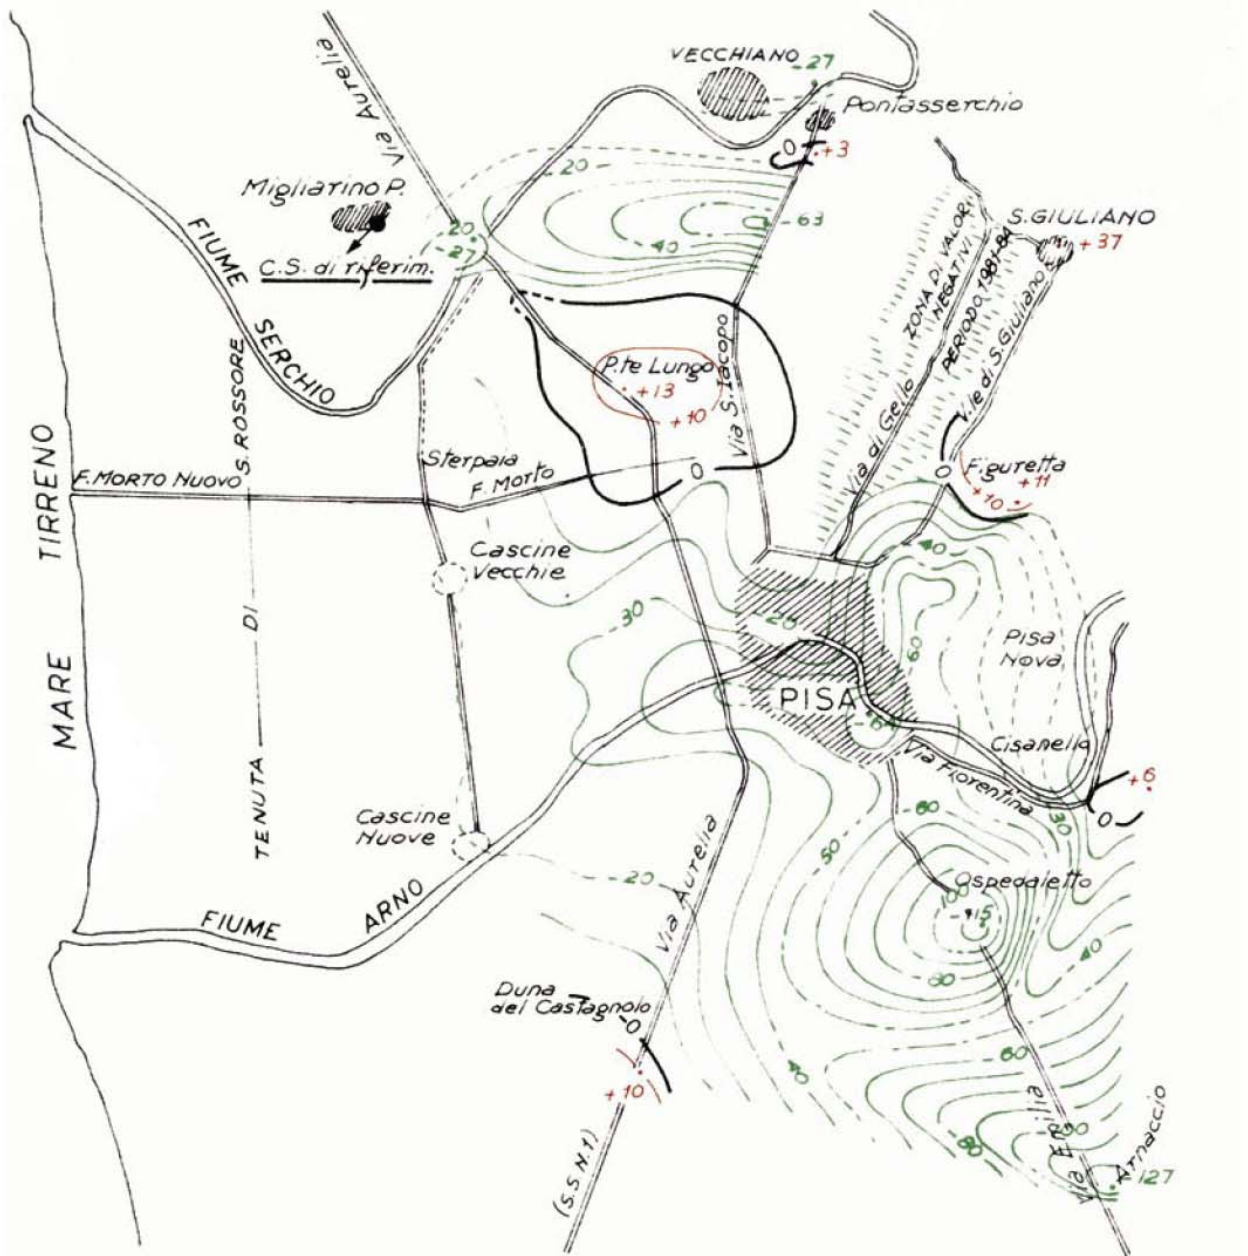 VECCHIANO
-27
Via Aurelia
Pontasserchio
0
+3
-20
Migliarino P.
S.GIULIANO
+37
-63
-40
20
-27
FIUME
SERCHIO
C.S. di riferim.
ZONA DI VALORI
NEGATIVI
PERIODO 1981-84
V.le di S. Giuliano
P.te Lungo
+13
+10
Via S. Iacopo
Via di Gello
S. ROSSORE
DI
TENUTA
MARE TIRRENO
F. MORTO NUOVO
Sterpaia
F. Morto
0
0
Figuretta
+11
+10
-40
Cascine
Vecchie
-30
-20
60
Pisa
Nova
PISA
-64
Cisanello
Via Fiorentina
+6
0
30
-60
50
Cascine
Nuove
-20
Via Aurelia
Ospedaletto
100
FIUME
ARNO
-40
-80
Duna
del Castagnolo
-0
+10
-60
Via Emilia
-80
Arnaccio
127
(S.S.N.1)